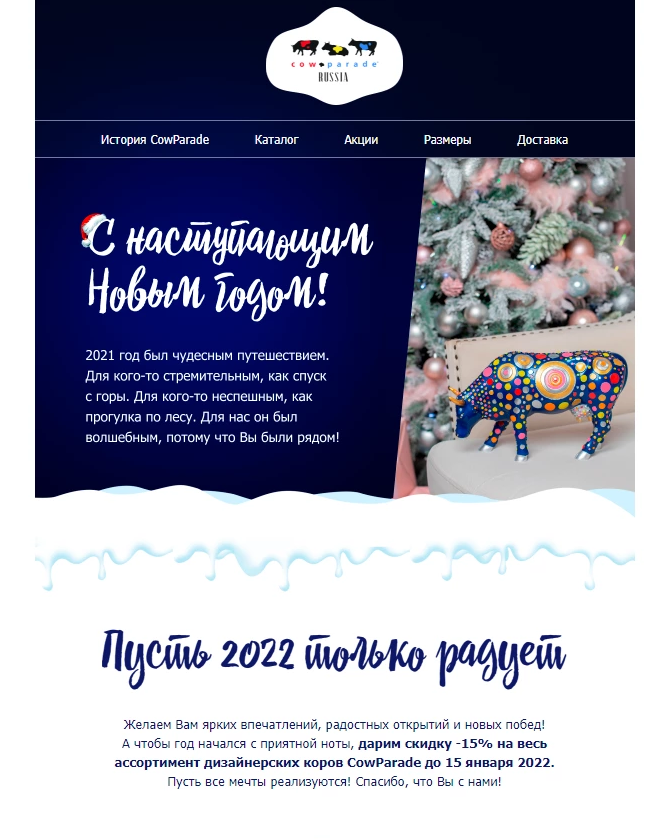 cow parade
RUSSIA
История CowParade Каталог Акции Размеры Доставка
С наступающим
Новым годом!
2021 год был чудесным путешествием.
Для кого-то стремительным, как спуск
с горы. Для кого-то неспешным, как
прогулка по лесу. Для нас он был
волшебным, потому что Вы были рядом!
Пусть 2022 только радует
Желаем Вам ярких впечатлений, радостных открытий и новых побед!
А чтобы год начался с приятной ноты, дарим скидку -15% на весь
ассортимент дизайнерских коров CowParade до 15 января 2022.
Пусть все мечты реализуются! Спасибо, что Вы с нами!